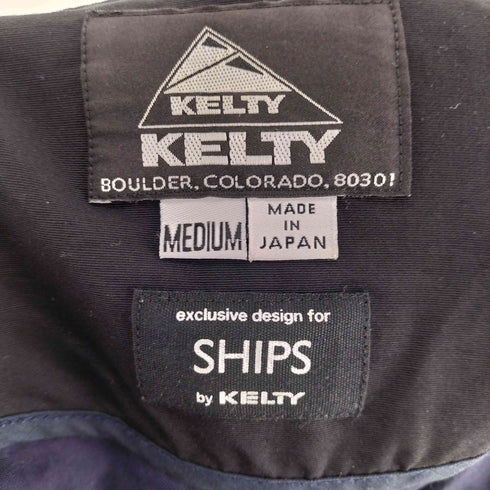 KELTY
KELTY
BOULDER, COLORADO, 80301
MEDIUM
MADE
IN
JAPAN
exclusive design for
SHIPS
by KELTY